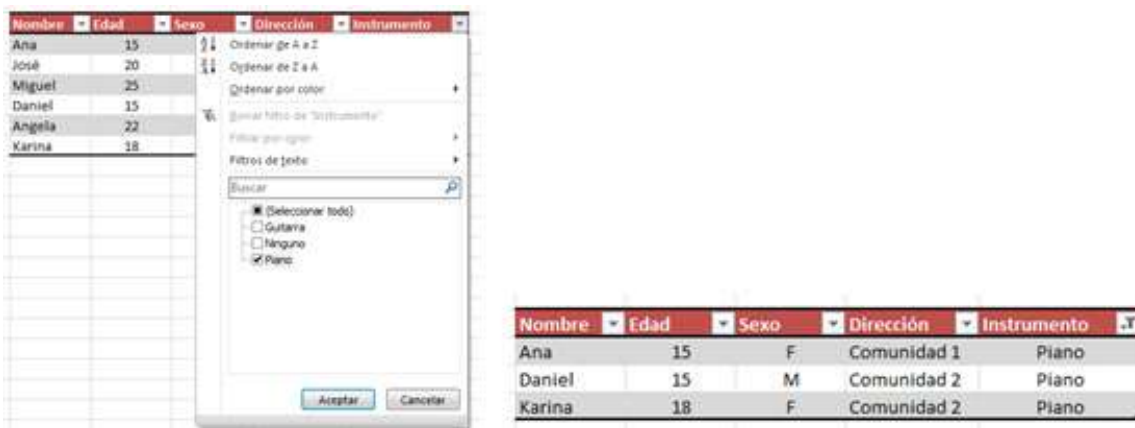 Nombre Edad Sexo Dirección Instrumento
Ana 15
José 20
Miguel 25
Daniel 15
Angela 22
Karina 18
Ordenar de A a Z
Ordenar de Z a A
Ordenar por color
Borrar filtro de "Instrumento"
Filtrar por color
Filtros de texto
Buscar
(Seleccionar todo)
Guitarra
Ninguno
Piano
Aceptar Cancelar
Nombre Edad Sexo Dirección Instrumento
Ana 15 F Comunidad 1 Piano
Daniel 15 M Comunidad 2 Piano
Karina 18 F Comunidad 2 Piano